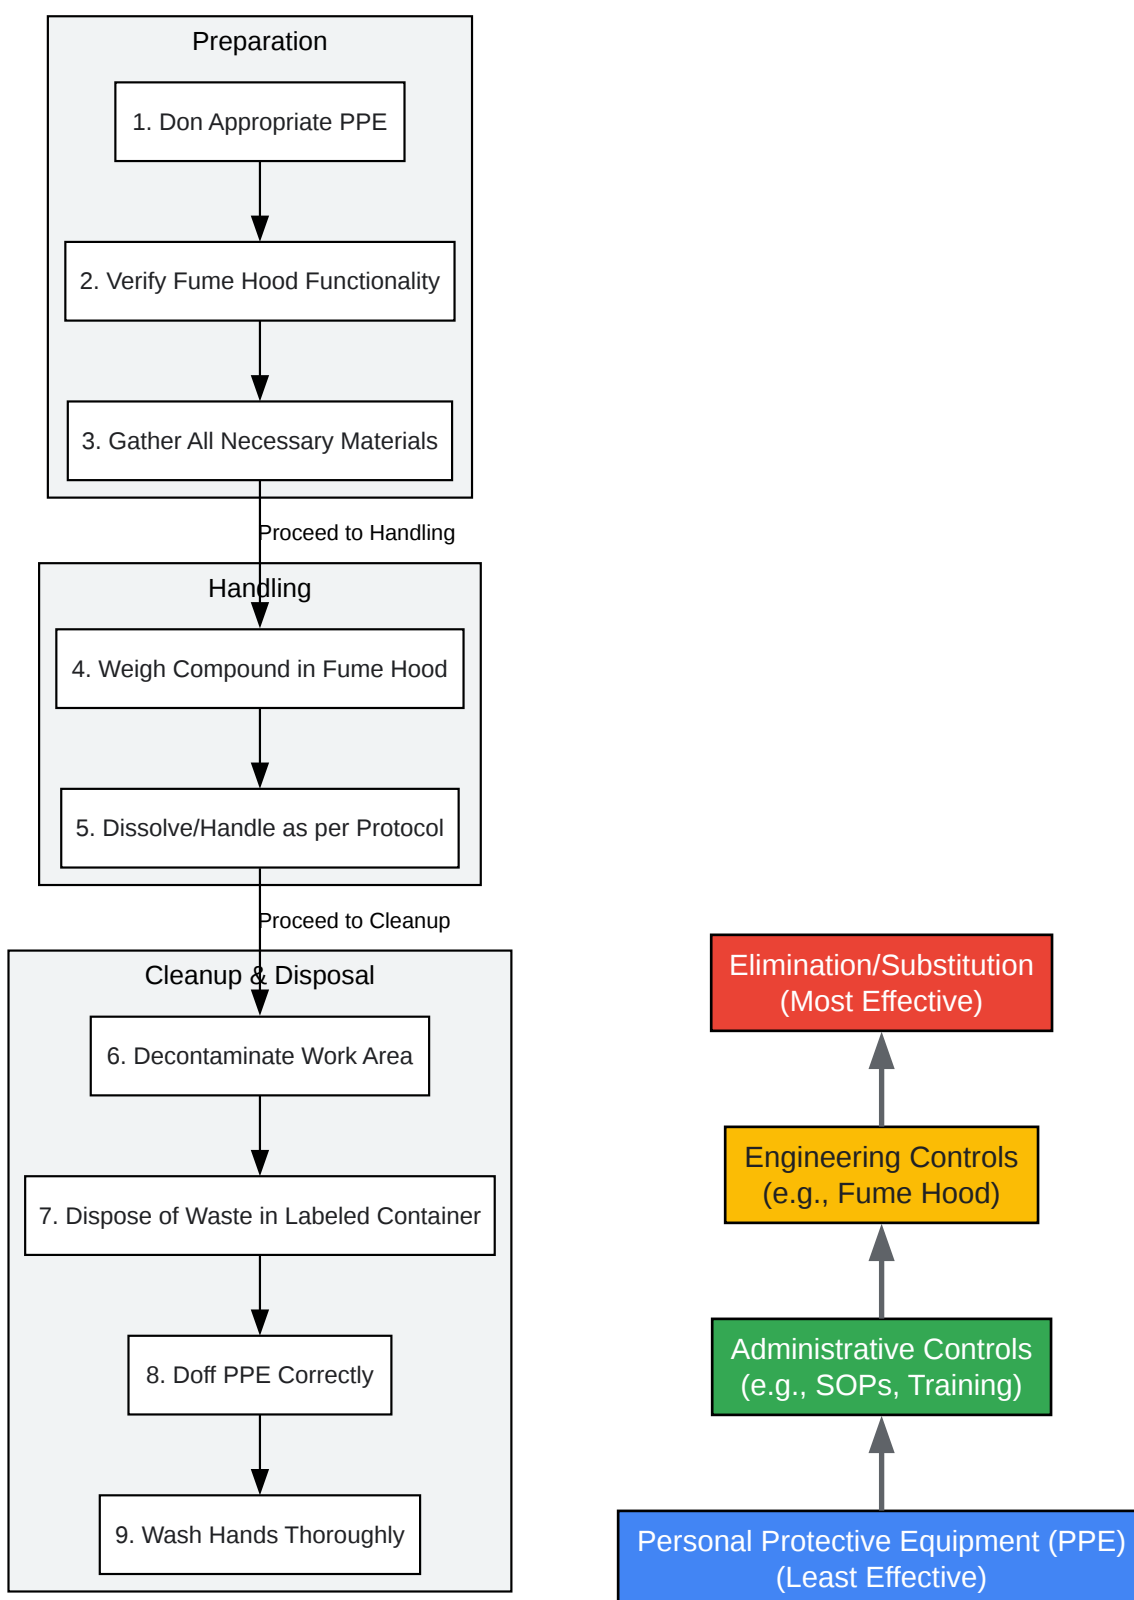 Preparation
1. Don Appropriate PPE
2. Verify Fume Hood Functionality
3. Gather All Necessary Materials
Proceed to Handling
Handling
4. Weigh Compound in Fume Hood
5. Dissolve/Handle as per Protocol
Proceed to Cleanup
Cleanup & Disposal
6. Decontaminate Work Area
7. Dispose of Waste in Labeled Container
8. Doff PPE Correctly
9. Wash Hands Thoroughly
Elimination/Substitution
(Most Effective)
Engineering Controls
(e.g., Fume Hood)
Administrative Controls
(e.g., SOPs, Training)
Personal Protective Equipment (PPE)
(Least Effective)